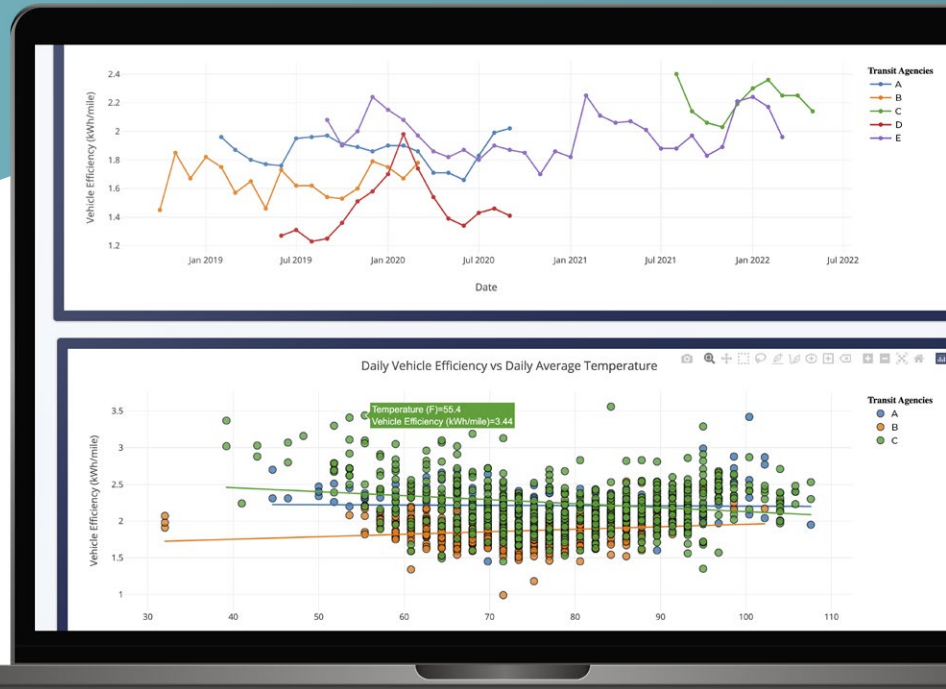 Transit Agencies
A
B
C
D
E
2.4
2.2
2
1.8
1.6
1.4
1.2
Vehicle Efficiency (kWh/mile)
Jan 2019
Jul 2019
Jan 2020
Jul 2020
Jan 2021
Jul 2021
Jan 2022
Jul 2022
Date
Daily Vehicle Efficiency vs Daily Average Temperature
Transit Agencies
A
B
C
Temperature (F)=55.4
Vehicle Efficiency (kWh/mile)=3.44
3.5
3
2.5
2
1.5
1
Vehicle Efficiency (kWh/mile)
30
40
50
60
70
80
90
100
110